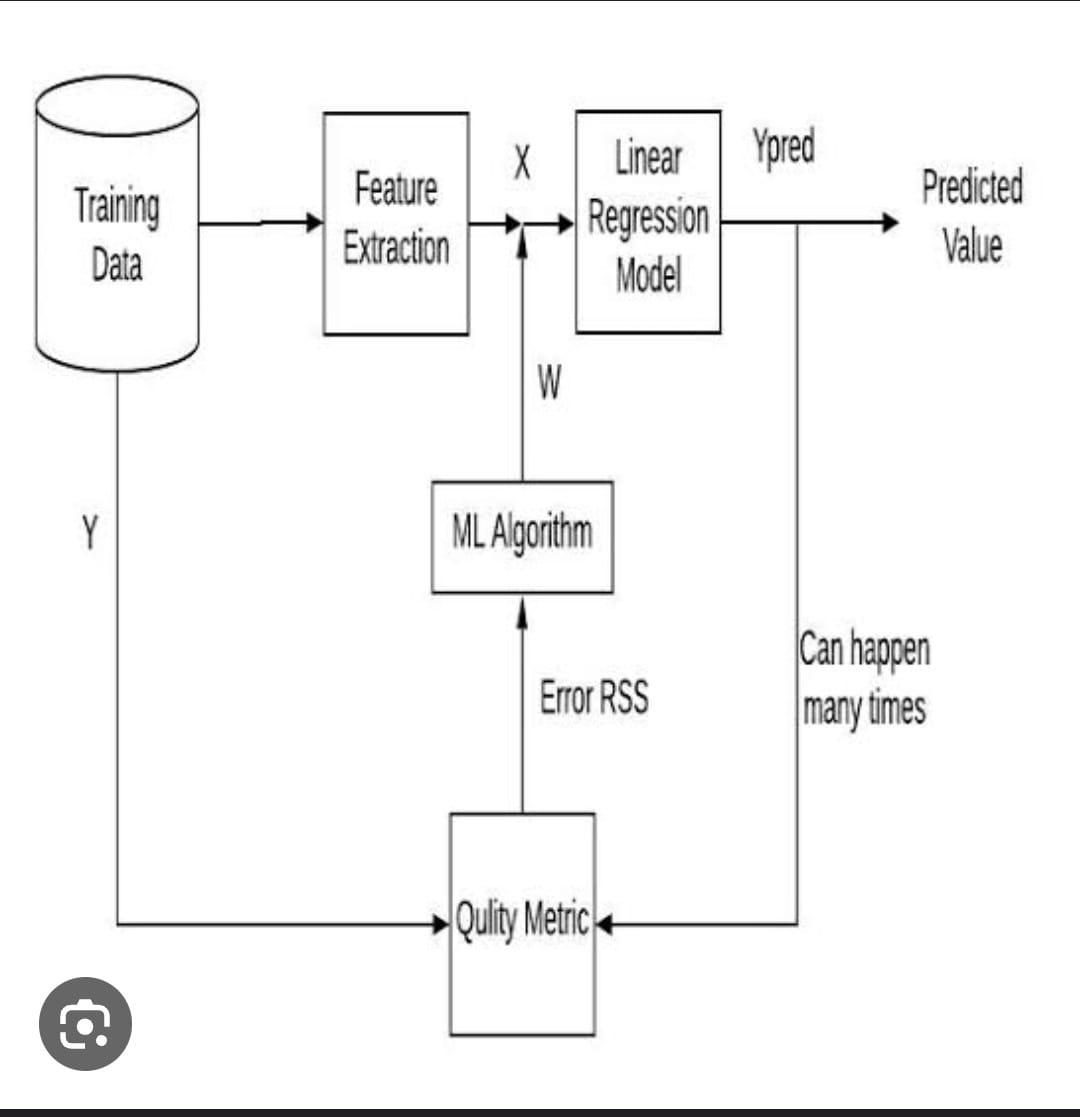 Training
Data
Feature
Extraction
X
Linear
Regression
Model
Ypred
Predicted
Value
W
Y
ML Algorithm
Can happen
many times
Error RSS
Qulity Metric